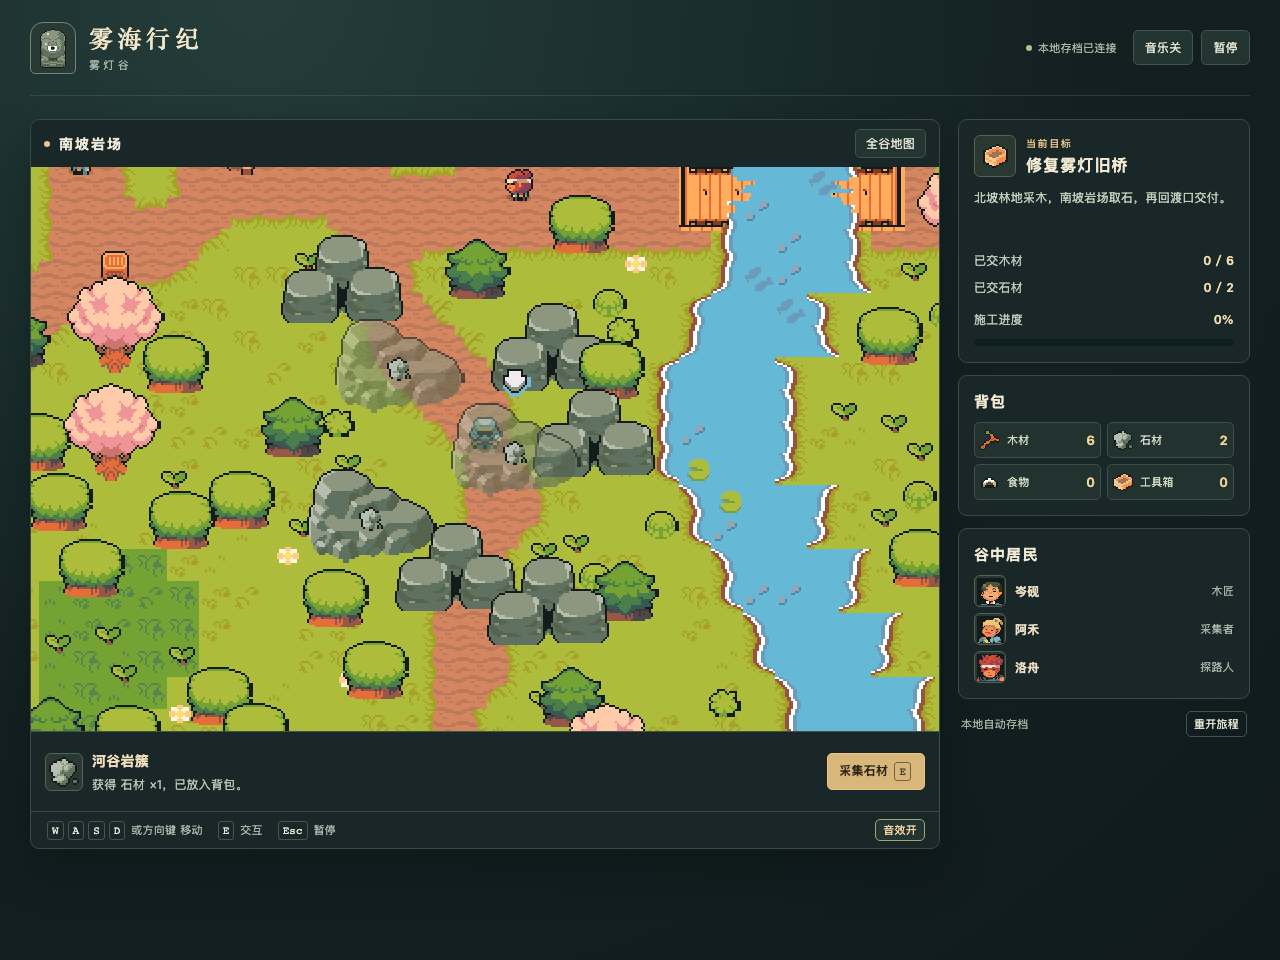 雾海行纪
雾灯谷
本地存档已连接
音乐关
暂停
南坡岩场
全谷地图
当前目标
修复雾灯旧桥
北坡林地采木，南坡岩场取石，再回渡口交付。
已交木材 0 / 6
已交石材 0 / 2
施工进度 0%
背包
木材 6
石材 2
食物 0
工具箱 0
谷中居民
岑砚 木匠
阿禾 采集者
洛舟 探路人
本地自动存档
重开旅程
河谷岩簇
获得 石材 ×1，已放入背包。
采集石材 E
W A S D 或方向键 移动 E 交互 Esc 暂停
音效开